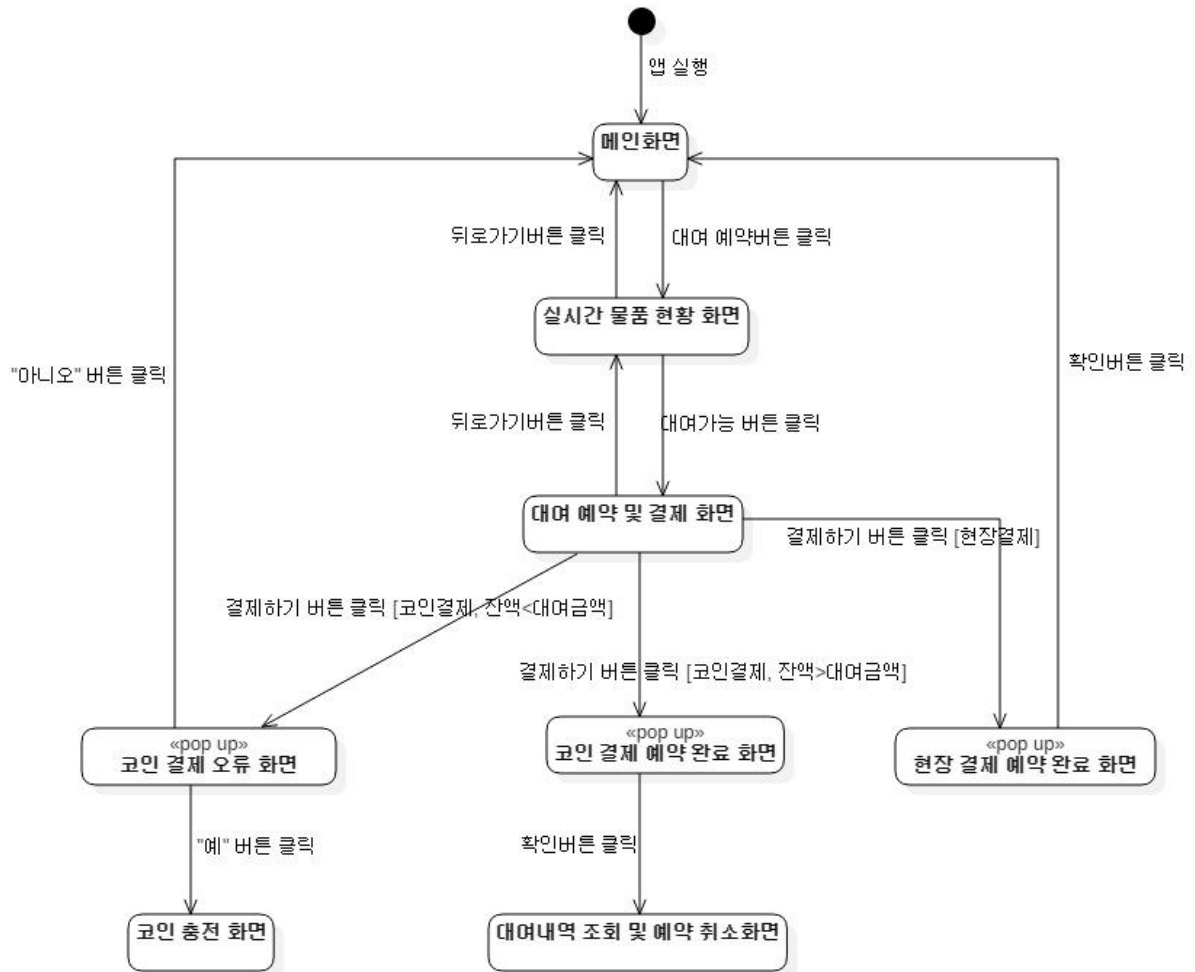 앱 실행
메인화면
뒤로가기버튼 클릭
대여 예약버튼 클릭
실시간 물품 현황 화면
"아니오" 버튼 클릭
확인버튼 클릭
뒤로가기버튼 클릭
대여가능 버튼 클릭
대여 예약 및 결제 화면
결제하기 버튼 클릭 [현장결제]
결제하기 버튼 클릭 [코인결제, 잔액<대여금액]
결제하기 버튼 클릭 [코인결제, 잔액>대여금액]
«pop up»
코인 결제 오류 화면
«pop up»
코인 결제 예약 완료 화면
«pop up»
현장 결제 예약 완료 화면
"예" 버튼 클릭
확인버튼 클릭
코인 충전 화면
대여내역 조회 및 예약 취소화면